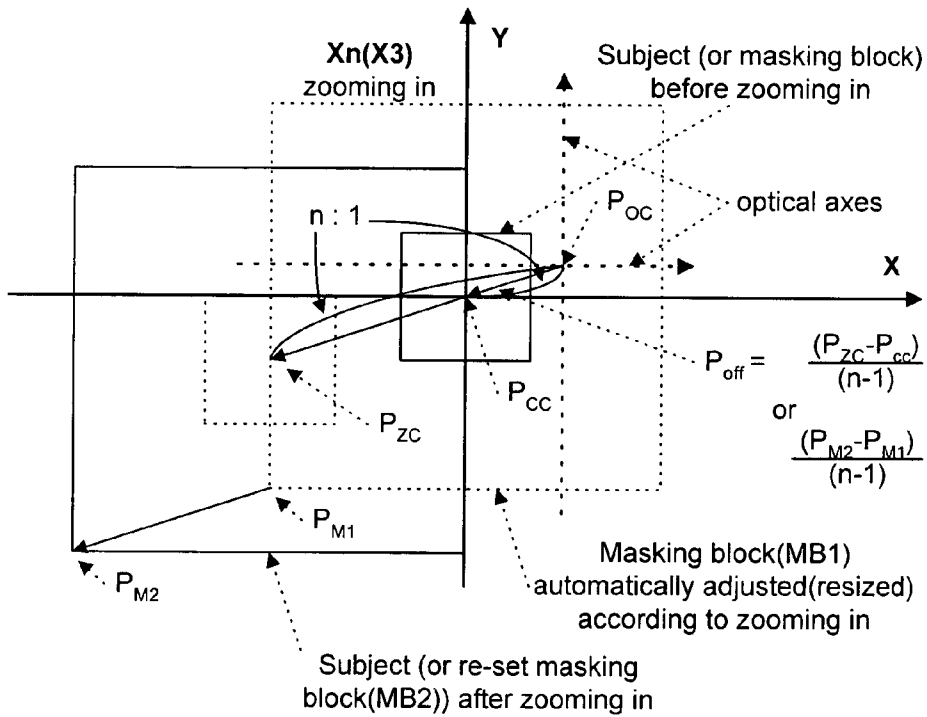 Xn(X3)
zooming in
Y
Subject (or masking block)
before zooming in
n : 1
P_OC
optical axes
X
P_off = (P_ZC-P_cc)
(n-1)
or
(P_M2-P_M1)
(n-1)
P_CC
P_ZC
P_M1
P_M2
Masking block(MB1)
automatically adjusted(resized)
according to zooming in
Subject (or re-set masking
block(MB2)) after zooming in